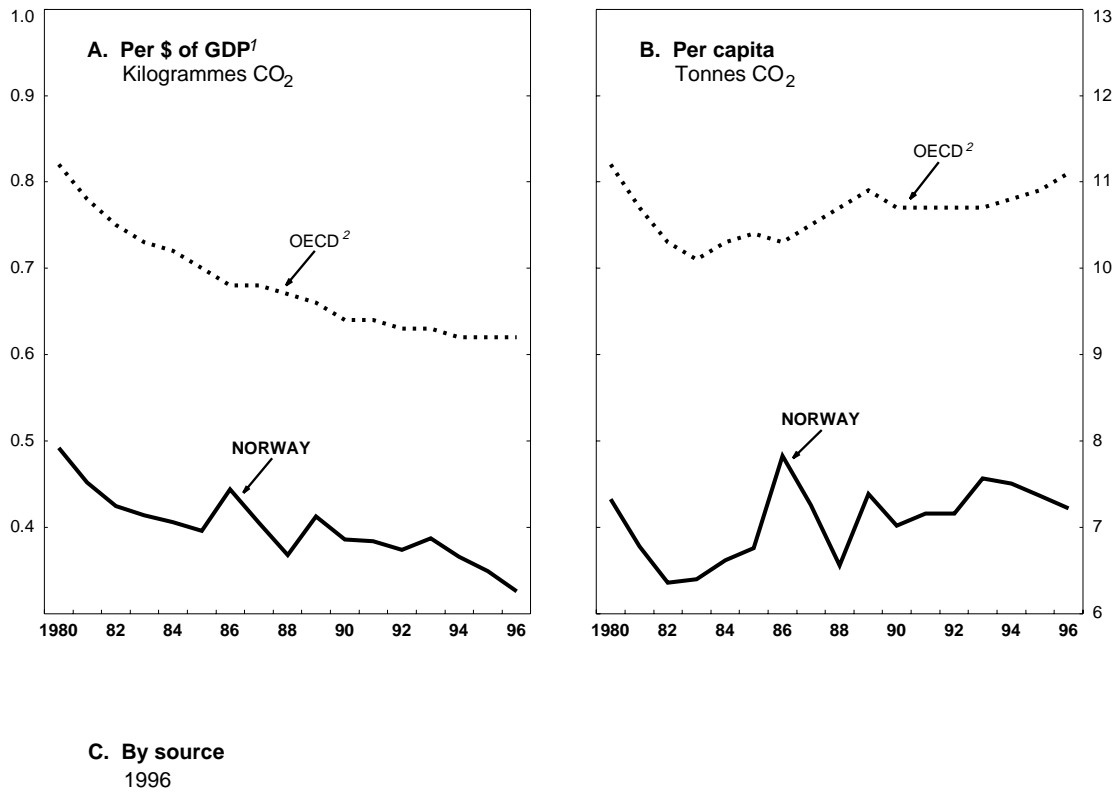 A. Per $ of GDP¹
Kilogrammes CO₂
1.0
0.9
0.8
0.7
0.6
0.5
0.4
OECD²
NORWAY
1980 82 84 86 88 90 92 94 96
B. Per capita
Tonnes CO₂
13
12
11
10
9
8
7
6
OECD²
NORWAY
1980 82 84 86 88 90 92 94 96
C. By source
1996